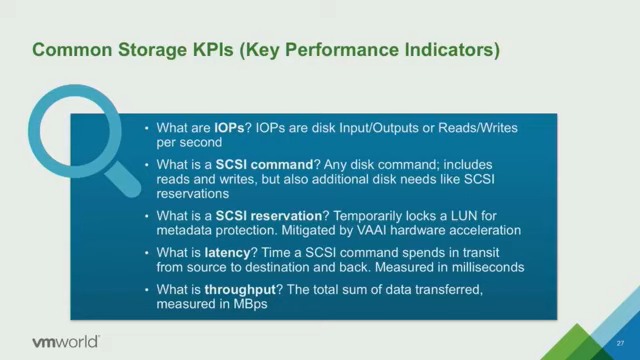 Common Storage KPIs (Key Performance Indicators)
• What are IOPs? IOPs are disk Input/Outputs or Reads/Writes
per second
• What is a SCSI command? Any disk command; includes
reads and writes, but also additional disk needs like SCSI
reservations
• What is a SCSI reservation? Temporarily locks a LUN for
metadata protection. Mitigated by VAAI hardware acceleration
• What is latency? Time a SCSI command spends in transit
from source to destination and back. Measured in milliseconds
• What is throughput? The total sum of data transferred,
measured in MBps
vmworld
27